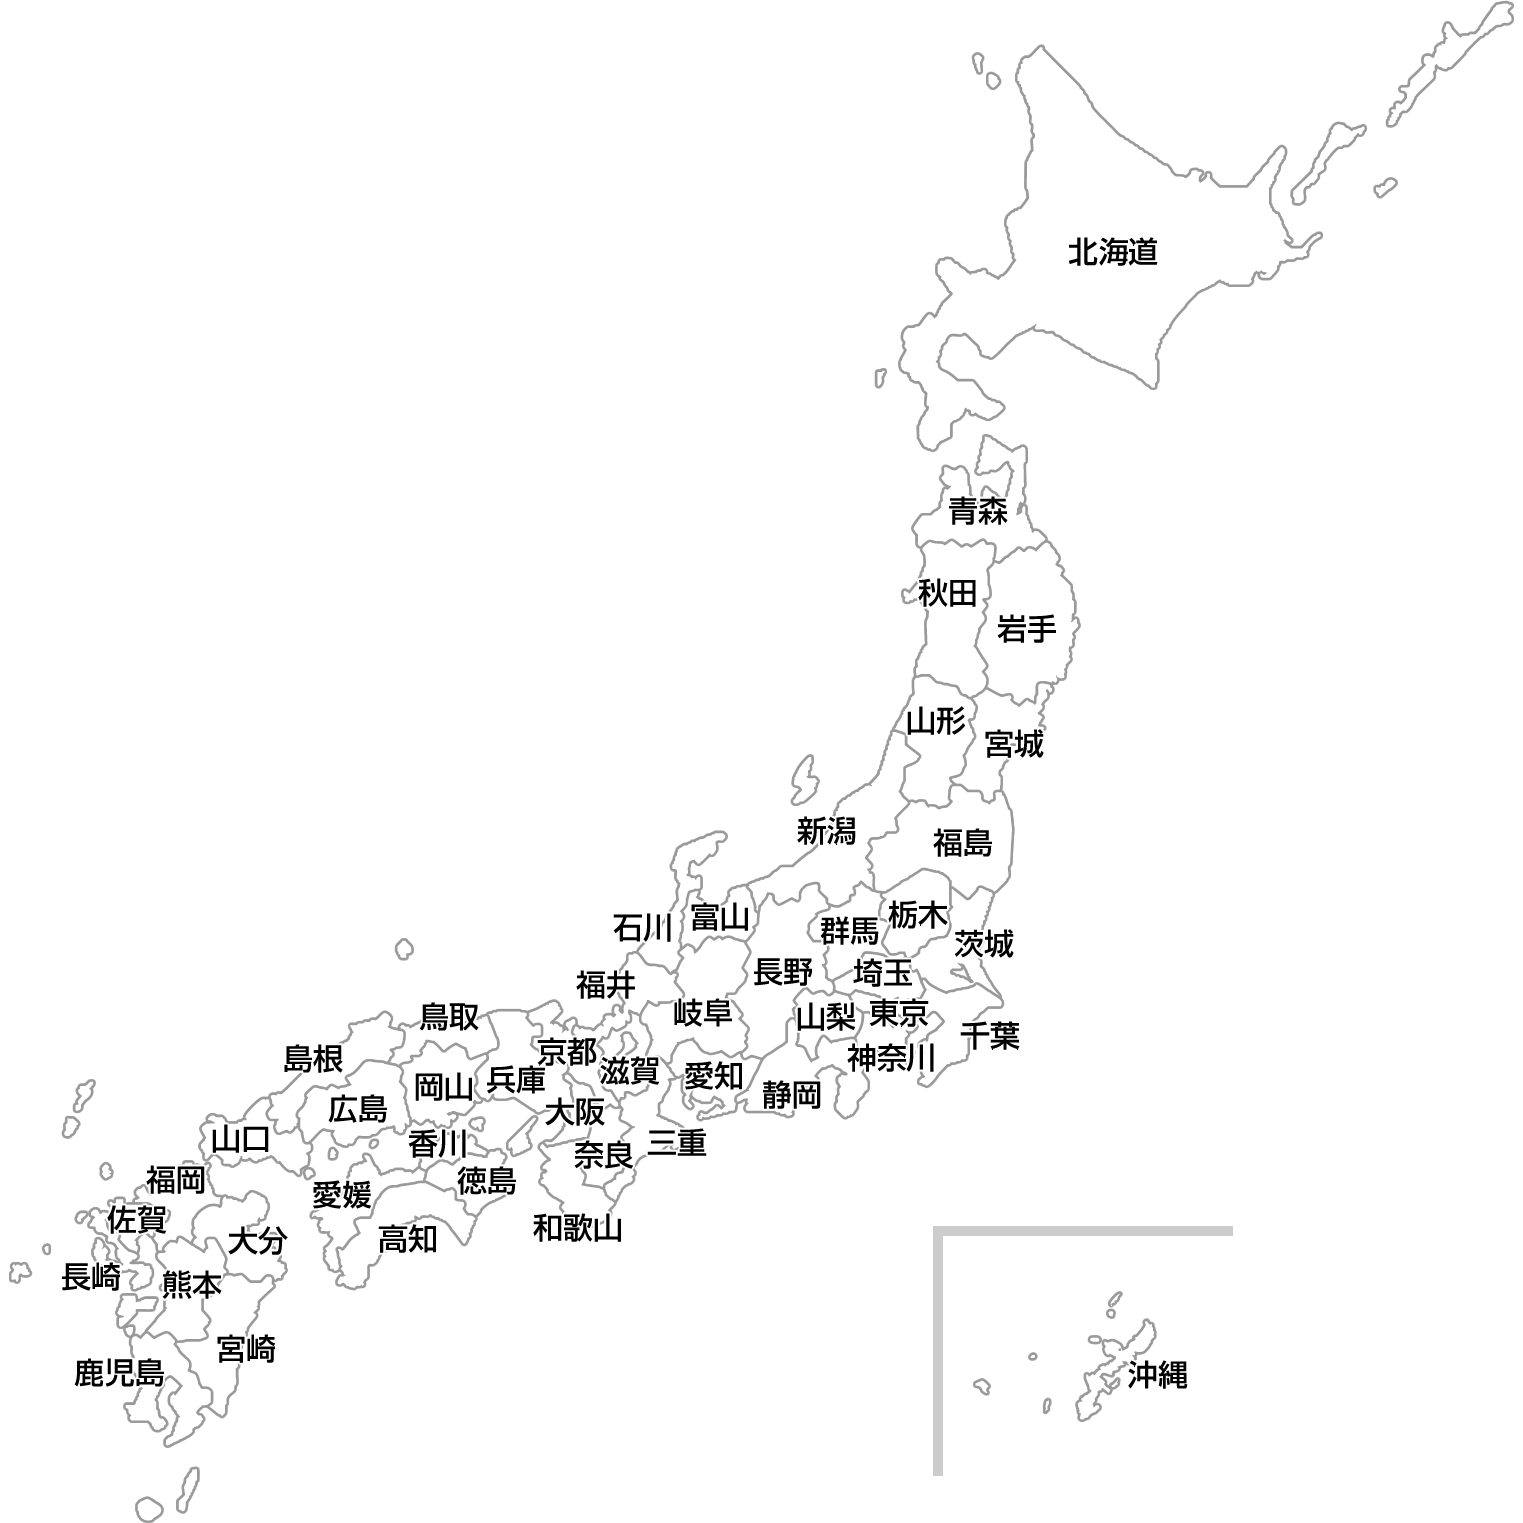 北海道
青森
秋田
岩手
山形
宮城
新潟
福島
石川
富山
群馬
栃木
茨城
福井
長野
埼玉
岐阜
山梨
東京
千葉
神奈川
鳥取
島根
岡山
兵庫
京都
滋賀
愛知
静岡
広島
大阪
山口
香川
奈良
三重
福岡
愛媛
徳島
佐賀
大分
高知
和歌山
長崎
熊本
宮崎
鹿児島
沖縄